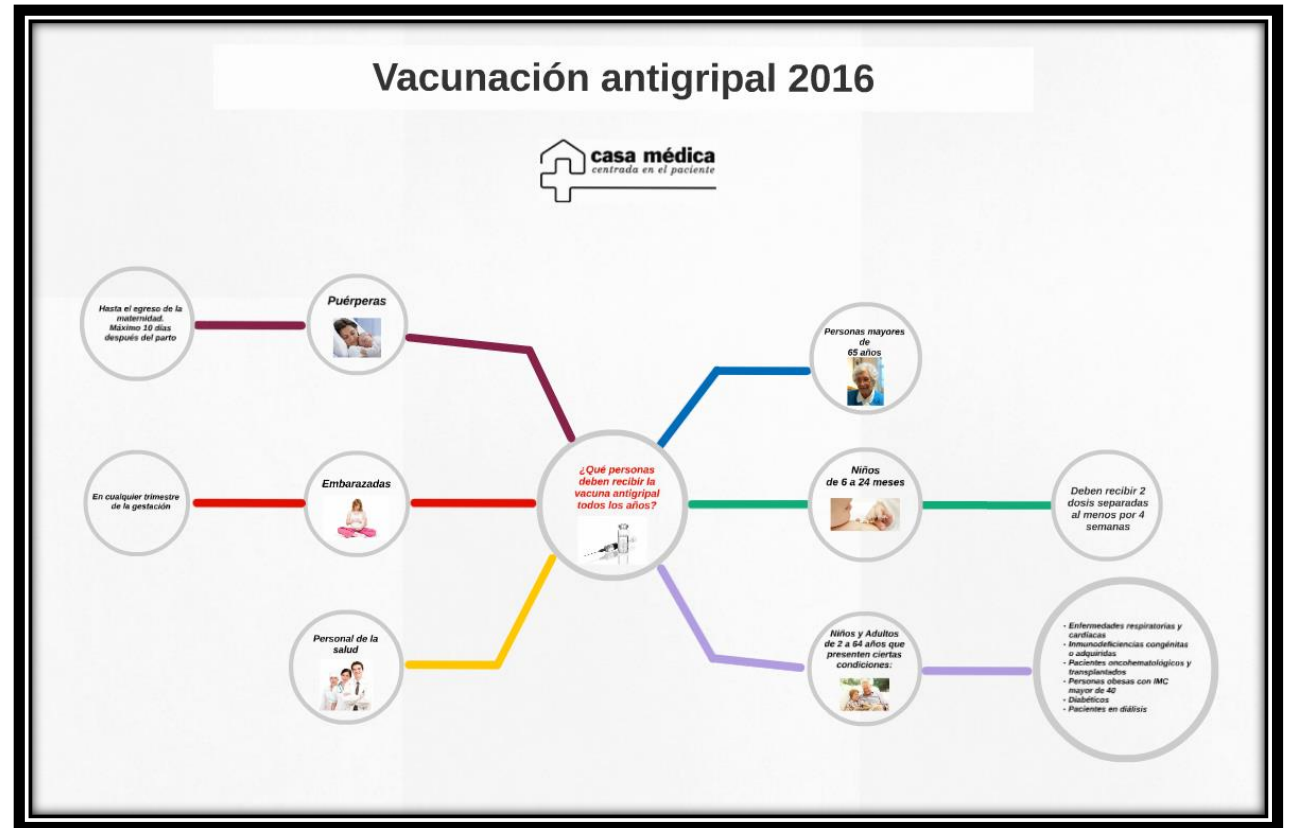 Vacunación antigripal 2016
casa médica
centrada en el paciente
Hasta el egreso de la
maternidad.
Máximo 10 días
después del parto
Puérperas
Personas mayores
de
65 años
En cualquier trimestre
de la gestación
Embarazadas
¿Qué personas
deben recibir la
vacuna antigripal
todos los años?
Niños
de 6 a 24 meses
Deben recibir 2
dosis separadas
al menos por 4
semanas
Personal de la
salud
Niños y Adultos
de 2 a 64 años que
presenten ciertas
condiciones:
- Enfermedades respiratorias y
cardíacas
- Inmunodeficiencias congénitas
o adquiridas
- Pacientes oncohematológicos y
transplantados
- Personas obesas con IMC
mayor de 40
- Diabéticos
- Pacientes en diálisis